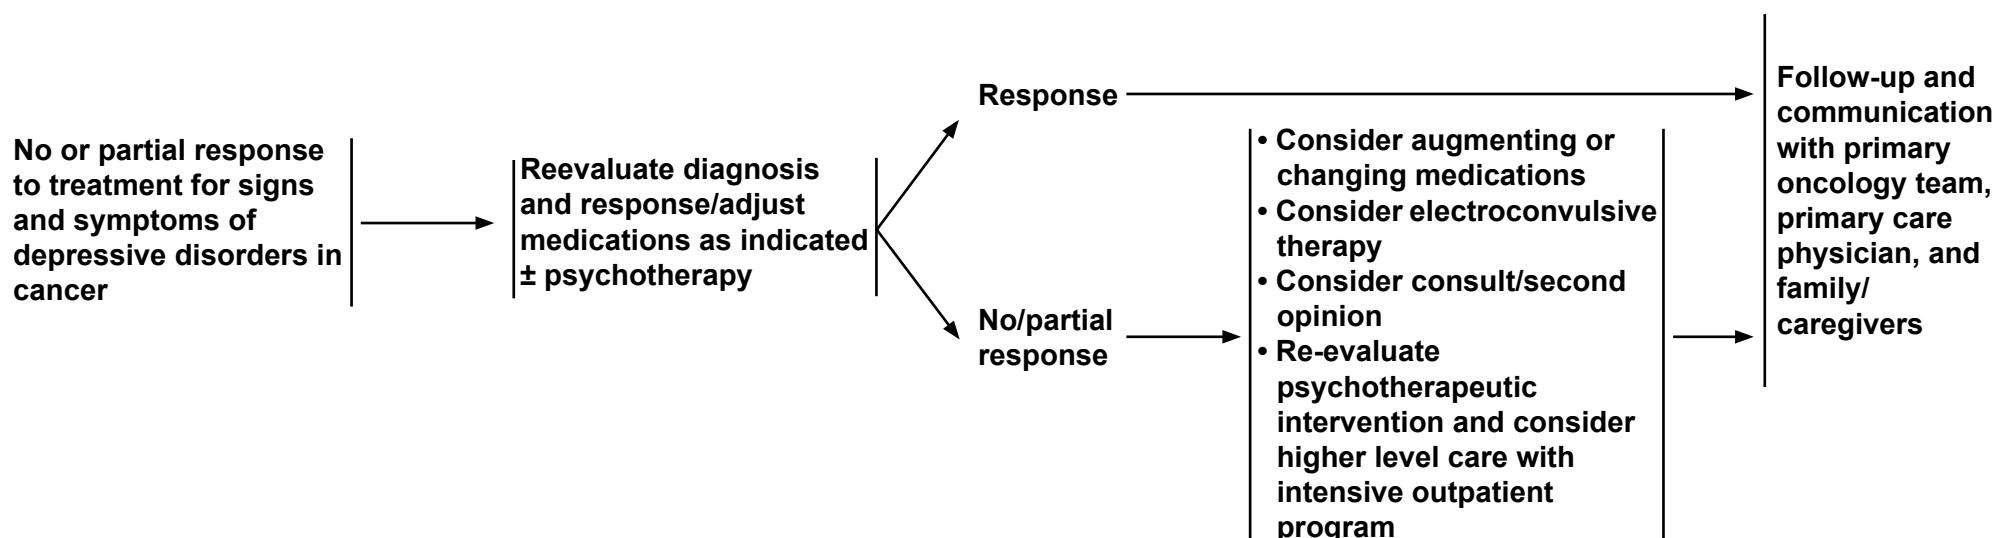 No or partial response
to treatment for signs
and symptoms of
depressive disorders in
cancer
Reevaluate diagnosis
and response/adjust
medications as indicated
± psychotherapy
Response
No/partial
response
• Consider augmenting or
changing medications
• Consider electroconvulsive
therapy
• Consider consult/second
opinion
• Re-evaluate
psychotherapeutic
intervention and consider
higher level care with
intensive outpatient
program
Follow-up and
communication
with primary
oncology team,
primary care
physician, and
family/
caregivers